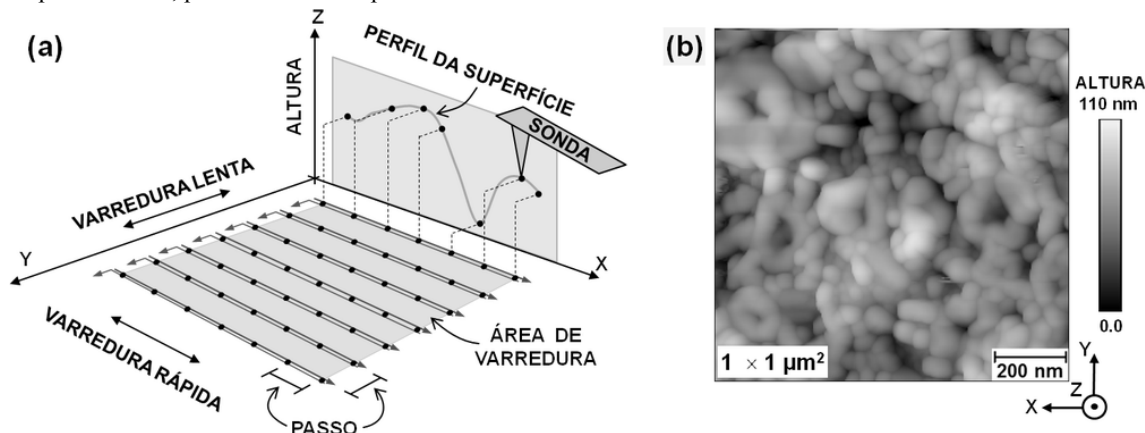 (a)
Z
ALTURA
PERFIL DA SUPERFÍCIE
SONDA
VARREDURA LENTA
Y
X
VARREDURA RÁPIDA
ÁREA DE
VARREDURA
PASSO
(b)
ALTURA
110 nm
0.0
1 × 1 µm²
200 nm
Y
Z
X